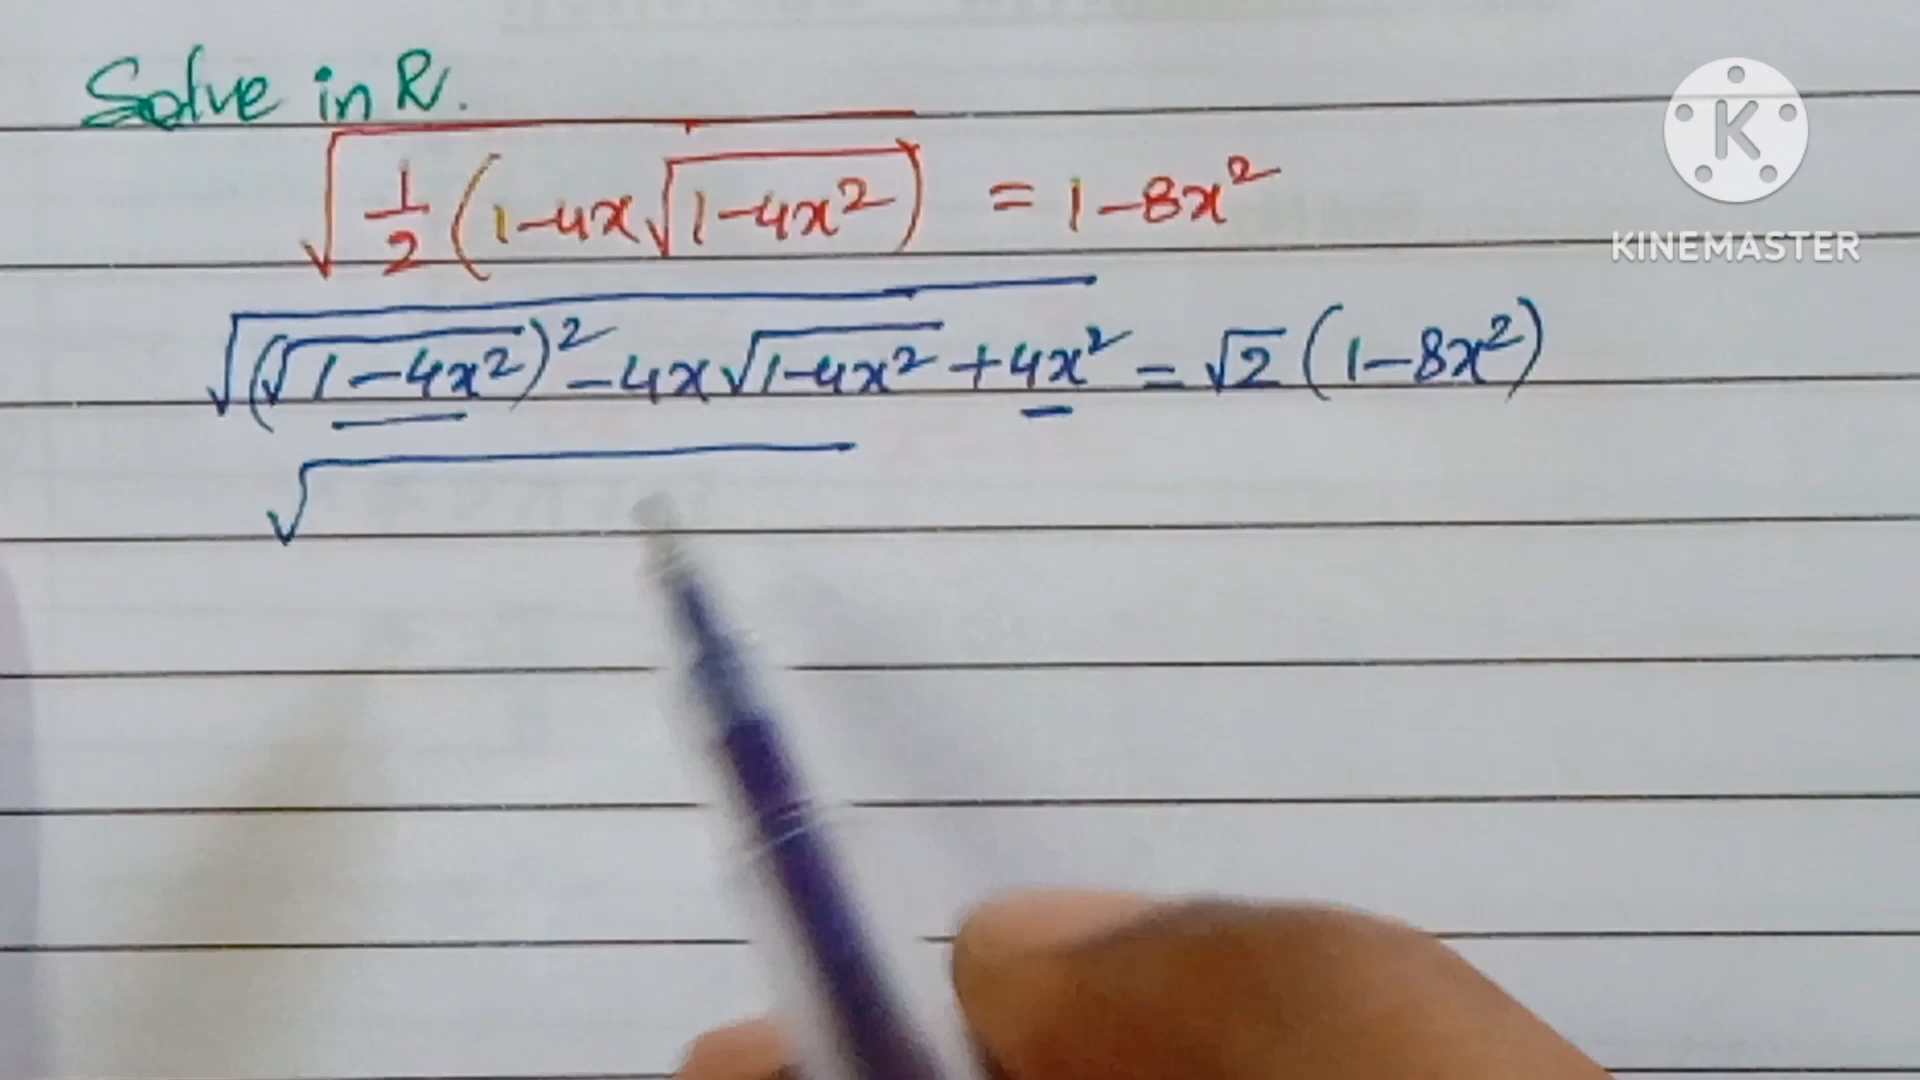 Solve in R.
√(1/2 (1-4x√(1-4x²))) = 1-8x²
√((√(1-4x²))² - 4x√(1-4x²) + 4x²) = √2 (1-8x²)
√
K
KINEMASTER